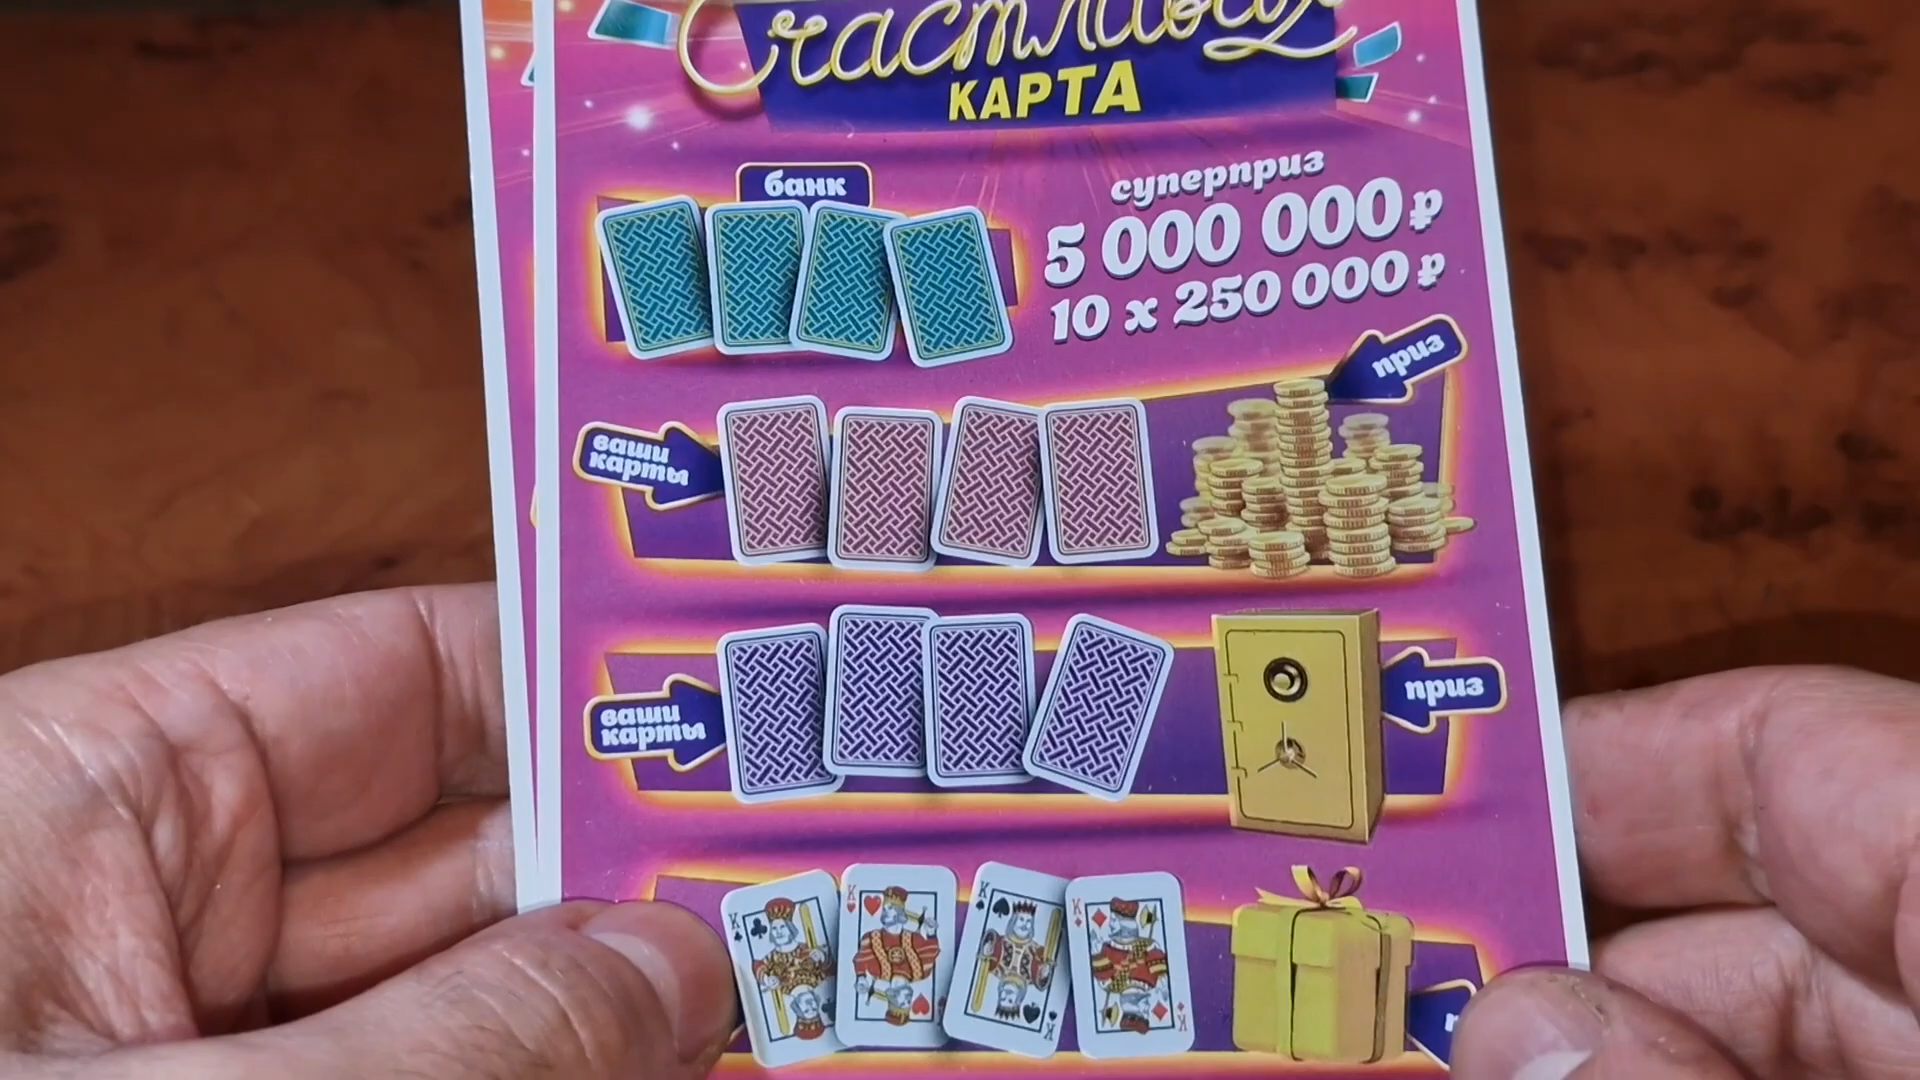 Счастливая
КАРТА
банк
суперприз
5 000 000 ₽
10 x 250 000 ₽
приз
ваши
карты
приз
ваши
карты
K K K K
K K